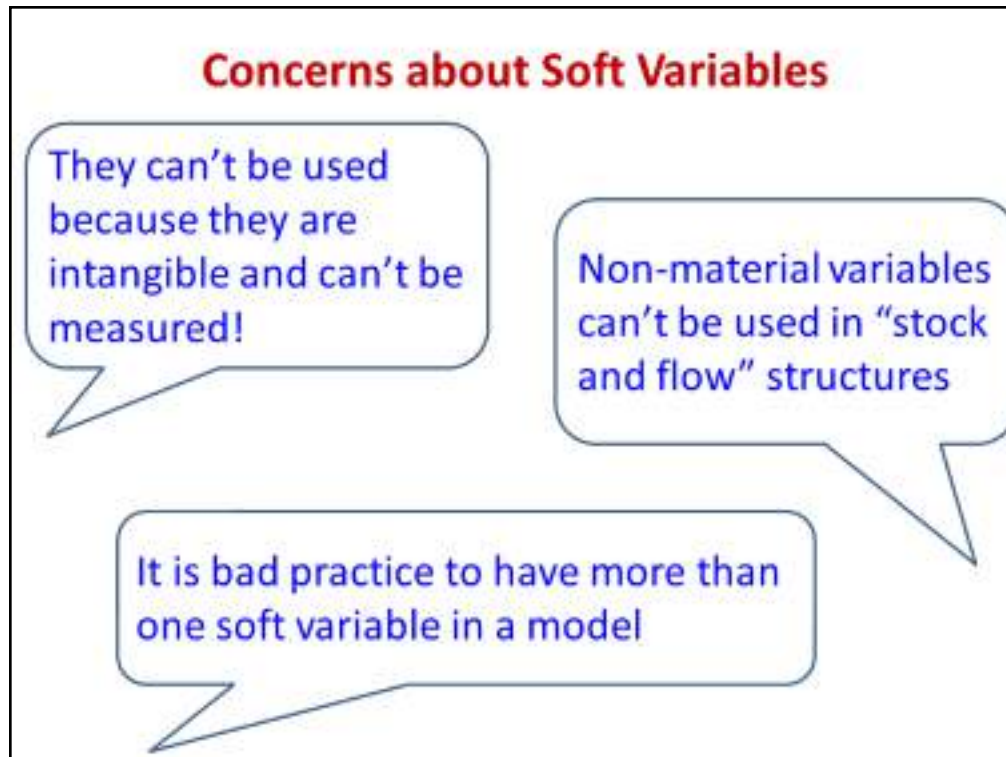 Concerns about Soft Variables
They can’t be used
because they are
intangible and can’t be
measured!
Non-material variables
can’t be used in “stock
and flow” structures
It is bad practice to have more than
one soft variable in a model